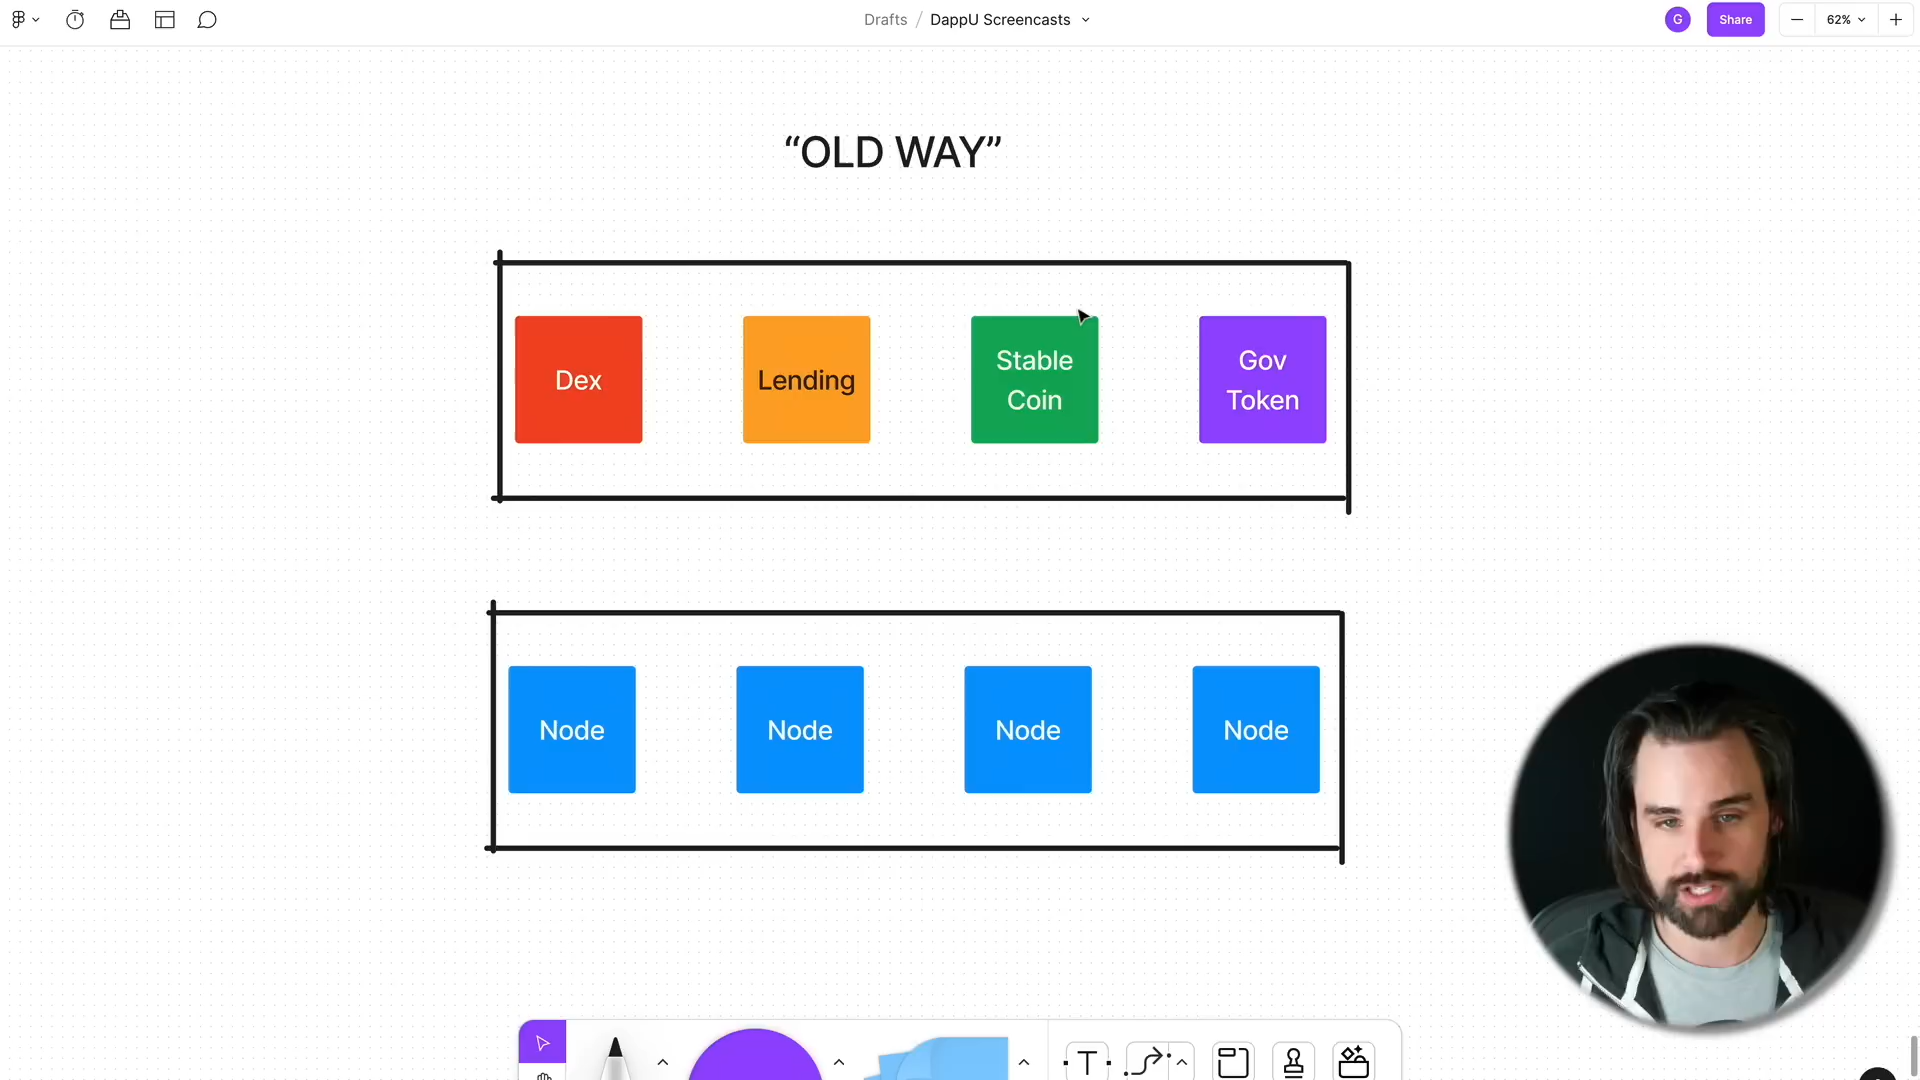 Drafts / DappU Screencasts
G
Share
62%
“OLD WAY”
Dex
Lending
Stable
Coin
Gov
Token
Node
Node
Node
Node
T